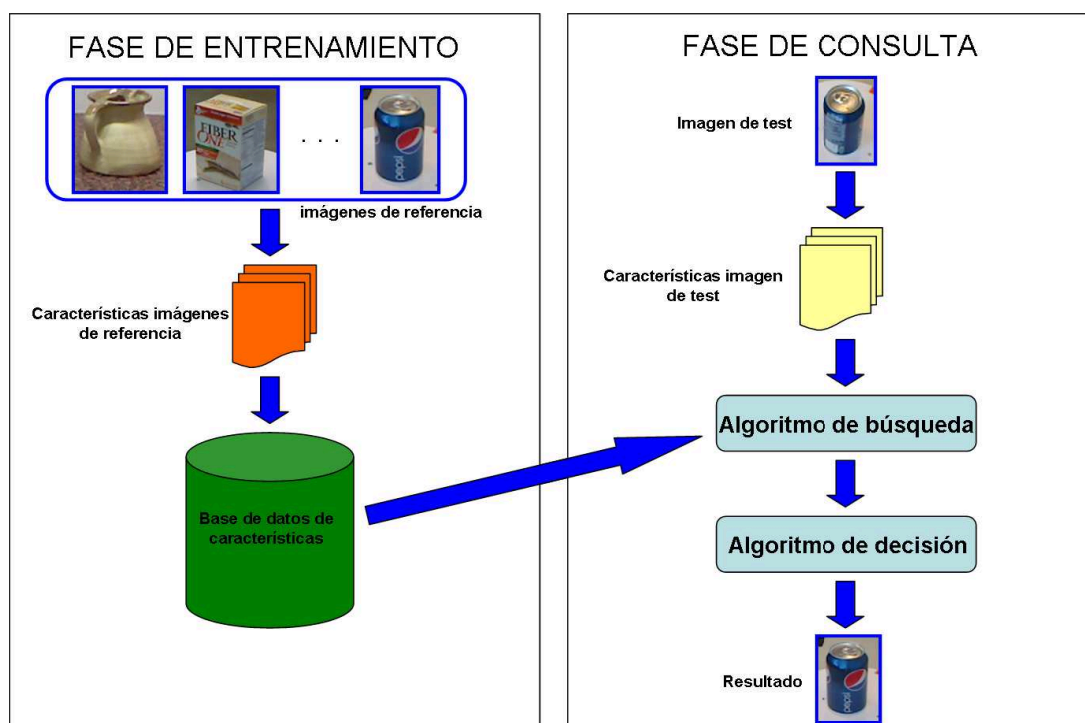 FASE DE ENTRENAMIENTO
FIBER
ONE
. . .
pepsi
imágenes de referencia
Características imágenes
de referencia
Base de datos de
características
FASE DE CONSULTA
Imagen de test
Características imagen
de test
Algoritmo de búsqueda
Algoritmo de decisión
Resultado
pepsi